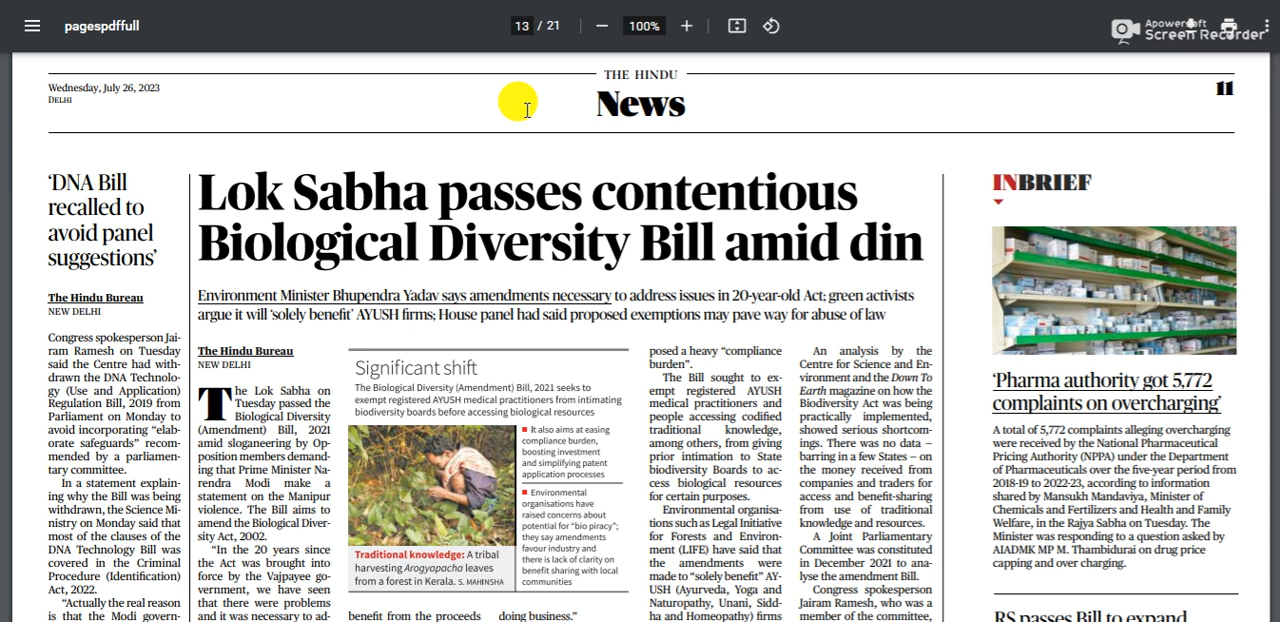 pagespdffull
13 / 21
100%
Apowersoft
Screen Recorder
THE HINDU
Wednesday, July 26, 2023
DELHI
News
11
‘DNA Bill
recalled to
avoid panel
suggestions’
The Hindu Bureau
NEW DELHI
Congress spokesperson Jai-
ram Ramesh on Tuesday
said the Centre had with-
drawn the DNA Technolo-
gy (Use and Application)
Regulation Bill, 2019 from
Parliament on Monday to
avoid incorporating “elab-
orate safeguards” recom-
mended by a parliamen-
tary committee.
In a statement explain-
ing why the Bill was being
withdrawn, the Science Mi-
nistry on Monday said that
most of the clauses of the
DNA Technology Bill was
covered in the Criminal
Procedure (Identification)
Act, 2022.
“Actually the real reason
is that the Modi govern-
Lok Sabha passes contentious
Biological Diversity Bill amid din
Environment Minister Bhupendra Yadav says amendments necessary to address issues in 20-year-old Act; green activists
argue it will ‘solely benefit’ AYUSH firms; House panel had said proposed exemptions may pave way for abuse of law
The Hindu Bureau
NEW DELHI
The Lok Sabha on
Tuesday passed the
Biological Diversity
(Amendment) Bill, 2021
amid sloganeering by Op-
position members demand-
ing that Prime Minister Na-
rendra Modi make a
statement on the Manipur
violence. The Bill aims to
amend the Biological Diver-
sity Act, 2002.
“In the 20 years since
the Act was brought into
force by the Vajpayee go-
vernment, we have seen
that there were problems
and it was necessary to ad-
Significant shift
The Biological Diversity (Amendment) Bill, 2021 seeks to
exempt registered AYUSH medical practitioners from intimating
biodiversity boards before accessing biological resources
It also aims at easing
compliance burden,
boosting investment
and simplifying patent
application processes
Environmental
organisations have
raised concerns about
potential for “bio piracy”;
they say amendments
favour industry and
there is lack of clarity on
benefit sharing with local
communities
Traditional knowledge: A tribal
harvesting Arogyapacha leaves
from a forest in Kerala. S. MAHINSHA
benefit from the proceeds
doing business.”
posed a heavy “compliance
burden”.
The Bill sought to ex-
empt registered AYUSH
medical practitioners and
people accessing codified
traditional knowledge,
among others, from giving
prior intimation to State
biodiversity Boards to ac-
cess biological resources
for certain purposes.
Environmental organisa-
tions such as Legal Initiative
for Forests and Environ-
ment (LIFE) have said that
the amendments were
made to “solely benefit” AY-
USH (Ayurveda, Yoga and
Naturopathy, Unani, Sidd-
ha and Homeopathy) firms
An analysis by the
Centre for Science and En-
vironment and the Down To
Earth magazine on how the
Biodiversity Act was being
practically implemented,
showed serious shortcom-
ings. There was no data –
barring in a few States – on
the money received from
companies and traders for
access and benefit-sharing
from use of traditional
knowledge and resources.
A Joint Parliamentary
Committee was constituted
in December 2021 to ana-
lyse the amendment Bill.
Congress spokesperson
Jairam Ramesh, who was a
member of the committee,
INBRIEF
‘Pharma authority got 5,772
complaints on overcharging’
A total of 5,772 complaints alleging overcharging
were received by the National Pharmaceutical
Pricing Authority (NPPA) under the Department
of Pharmaceuticals over the five-year period from
2018-19 to 2022-23, according to information
shared by Mansukh Mandaviya, Minister of
Chemicals and Fertilizers and Health and Family
Welfare, in the Rajya Sabha on Tuesday. The
Minister was responding to a question asked by
AIADMK MP M. Thambidurai on drug price
capping and over charging.
RS passes Bill to expand